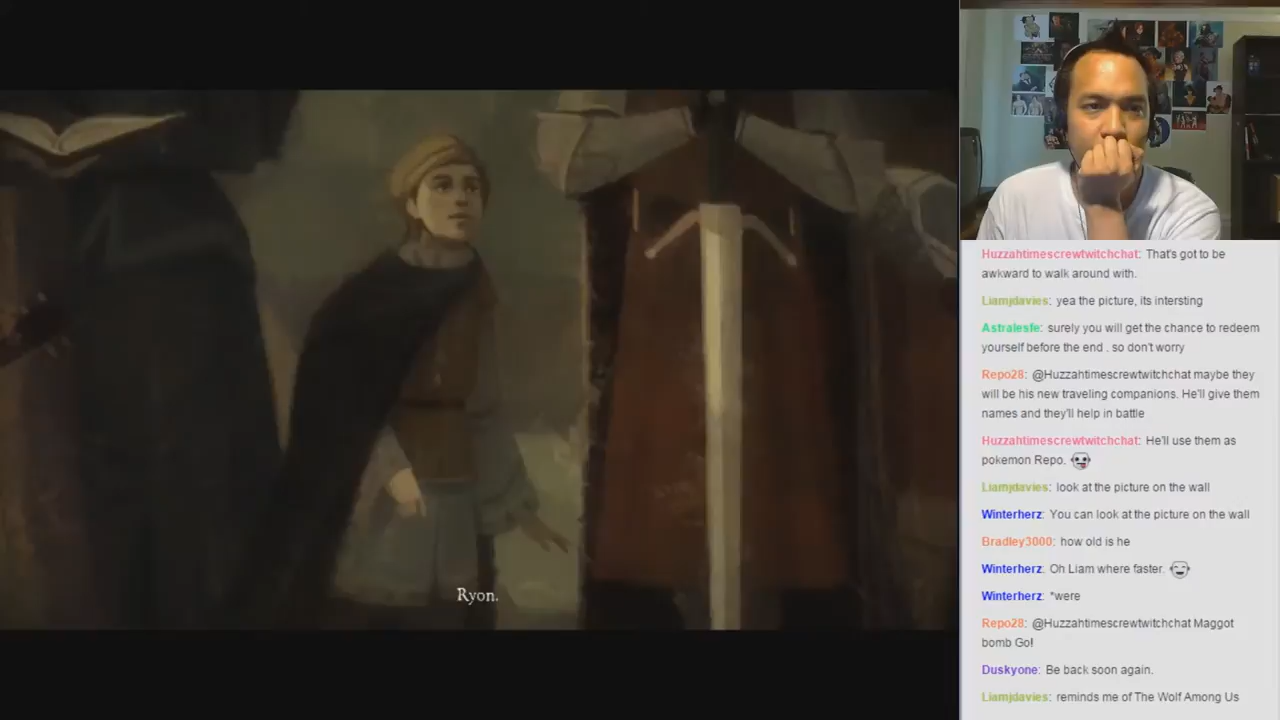 Ryon.
Huzzahtimescrewtwitchchat: That's got to be
awkward to walk around with.
Liamjdavies: yea the picture, its intersting
Astralesfe: surely you will get the chance to redeem
yourself before the end . so don't worry
Repo28: @Huzzahtimescrewtwitchchat maybe they
will be his new traveling companions. He'll give them
names and they'll help in battle
Huzzahtimescrewtwitchchat: He'll use them as
pokemon Repo.
Liamjdavies: look at the picture on the wall
Winterherz: You can look at the picture on the wall
Bradley3000: how old is he
Winterherz: Oh Liam where faster.
Winterherz: *were
Repo28: @Huzzahtimescrewtwitchchat Maggot
bomb Go!
Duskyone: Be back soon again.
Liamjdavies: reminds me of The Wolf Among Us